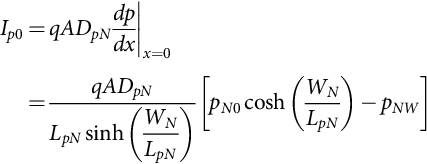 I_{p0} = qAD_{pN} \frac{dp}{dx} |_{x=0}
= \frac{qAD_{pN}}{L_{pN} \sinh \left( \frac{W_N}{L_{pN}} \right)} \left[ p_{N0} \cosh \left( \frac{W_N}{L_{pN}} \right) - p_{NW} \right]